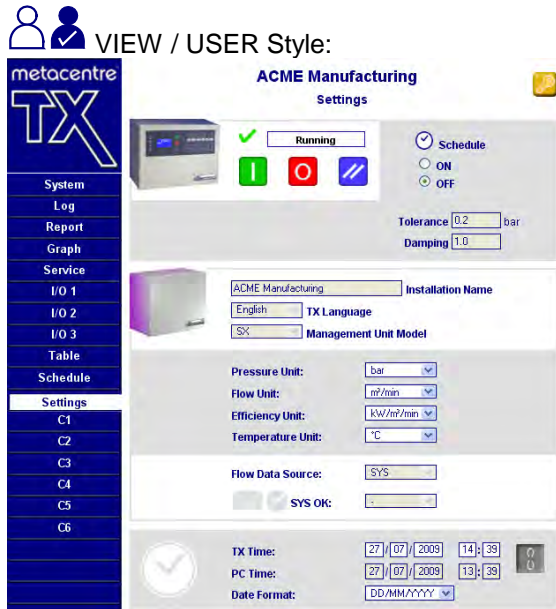 VIEW / USER Style:
metacentre
TX
ACME Manufacturing
Settings
Running
Schedule
ON
OFF
Tolerance 0.2 bar
Damping 1.0
System
Log
Report
Graph
Service
I/O 1
I/O 2
I/O 3
Table
Schedule
Settings
C1
C2
C3
C4
C5
C6
ACME Manufacturing Installation Name
English TX Language
SX Management Unit Model
Pressure Unit: bar
Flow Unit: m³/min
Efficiency Unit: kW/m³/min
Temperature Unit: °C
Flow Data Source: SYS
SYS OK: -
TX Time: 27 / 07 / 2009 14 : 39
PC Time: 27 / 07 / 2009 13 : 39
Date Format: DD/MM/YYYY